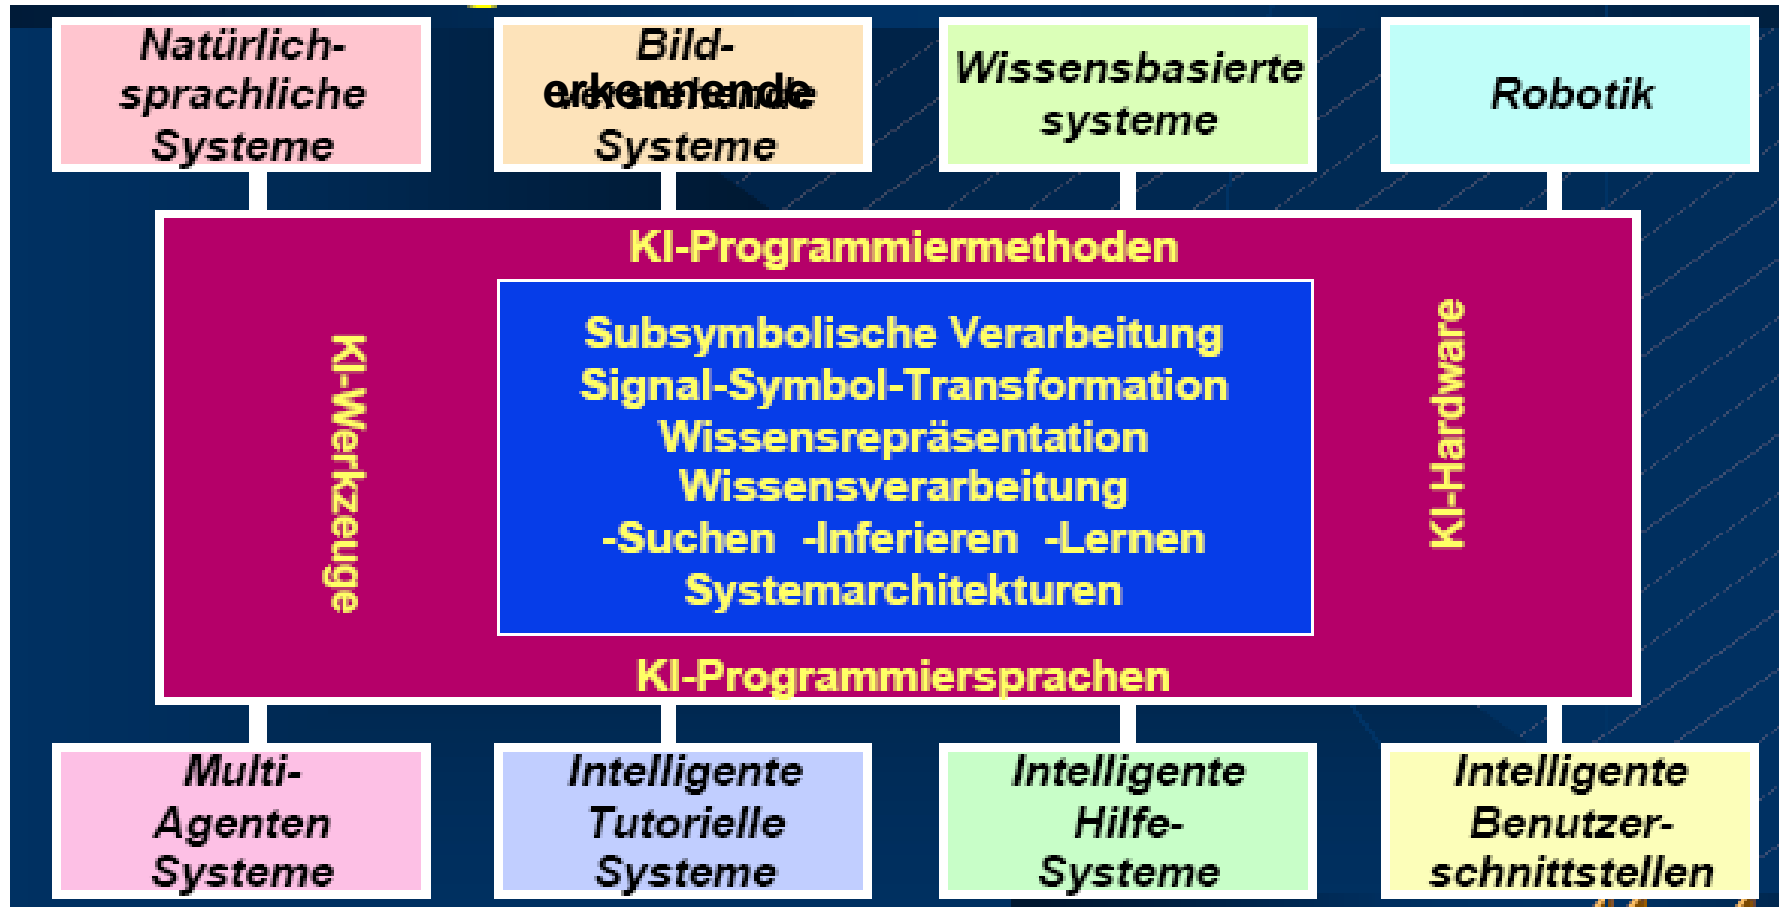 Natürlich-
sprachliche
Systeme
Bild-
erkennende
Systeme
Wissensbasierte
systeme
Robotik
KI-Programmiermethoden
KI-Werkzeuge
Subsymbolische Verarbeitung
Signal-Symbol-Transformation
Wissensrepräsentation
Wissensverarbeitung
-Suchen -Inferieren -Lernen
Systemarchitekturen
KI-Hardware
KI-Programmiersprachen
Multi-
Agenten
Systeme
Intelligente
Tutorielle
Systeme
Intelligente
Hilfe-
Systeme
Intelligente
Benutzer-
schnittstellen